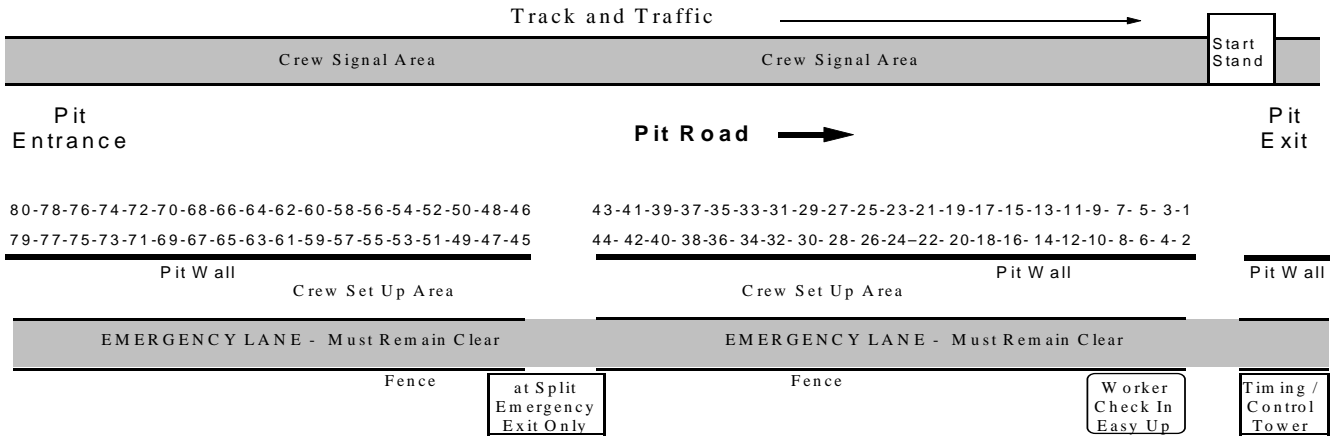 Track and Traffic
Start
Stand
Crew Signal Area
Crew Signal Area
Pit
Entrance
Pit Road
Pit
Exit
80-78-76-74-72-70-68-66-64-62-60-58-56-54-52-50-48-46
43-41-39-37-35-33-31-29-27-25-23-21-19-17-15-13-11-9- 7- 5- 3-1
79-77-75-73-71-69-67-65-63-61-59-57-55-53-51-49-47-45
44- 42-40- 38-36- 34-32- 30- 28- 26-24–22- 20-18-16- 14-12-10- 8- 6- 4- 2
Pit Wall
Pit Wall
Pit Wall
Crew Set Up Area
Crew Set Up Area
EMERGENCY LANE - Must Remain Clear
EMERGENCY LANE - Must Remain Clear
Fence
Fence
at Split
Emergency
Exit Only
Worker
Check In
Easy Up
Timing /
Control
Tower